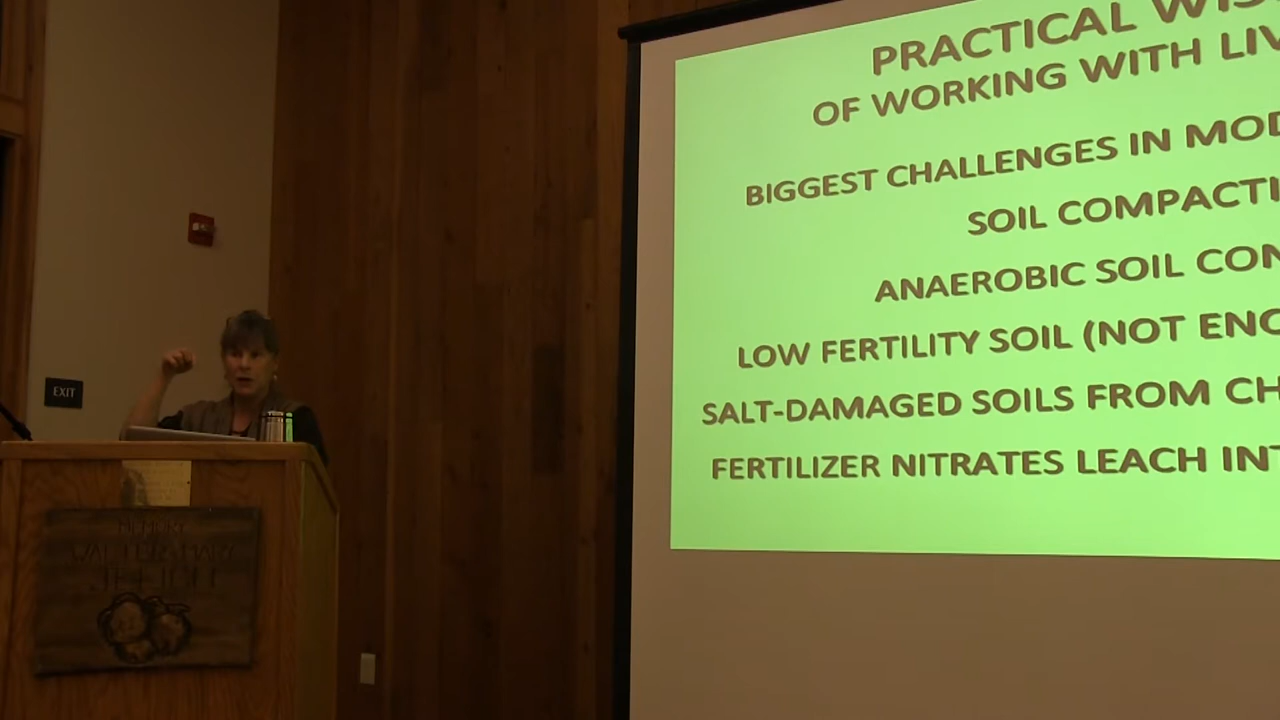 PRACTICAL WIS
OF WORKING WITH LIV
BIGGEST CHALLENGES IN MOD
SOIL COMPACTI
ANAEROBIC SOIL CON
LOW FERTILITY SOIL (NOT ENO
SALT-DAMAGED SOILS FROM CH
FERTILIZER NITRATES LEACH INT
EXIT
MEMORY